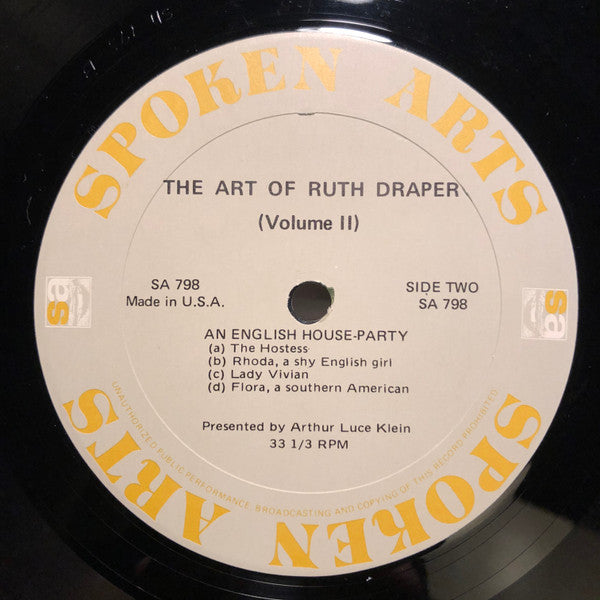 SPOKEN ARTS
THE ART OF RUTH DRAPER
(Volume II)
SA 798
Made in U.S.A.
SIDE TWO
SA 798
sa
sa
AN ENGLISH HOUSE-PARTY
(a) The Hostess
(b) Rhoda, a shy English girl
(c) Lady Vivian
(d) Flora, a southern American
Presented by Arthur Luce Klein
33 1/3 RPM
UNAUTHORIZED PUBLIC PERFORMANCE, BROADCASTING AND COPYING OF THIS RECORD PROHIBITED
SPOKEN ARTS